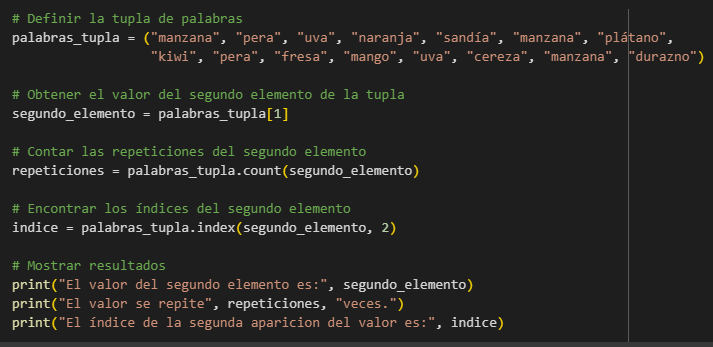 # Definir la tupla de palabras
palabras_tupla = ("manzana", "pera", "uva", "naranja", "sandía", "manzana", "plátano",
                  "kiwi", "pera", "fresa", "mango", "uva", "cereza", "manzana", "durazno")

# Obtener el valor del segundo elemento de la tupla
segundo_elemento = palabras_tupla[1]

# Contar las repeticiones del segundo elemento
repeticiones = palabras_tupla.count(segundo_elemento)

# Encontrar los índices del segundo elemento
indice = palabras_tupla.index(segundo_elemento, 2)

# Mostrar resultados
print("El valor del segundo elemento es:", segundo_elemento)
print("El valor se repite", repeticiones, "veces.")
print("El índice de la segunda aparicion del valor es:", indice)